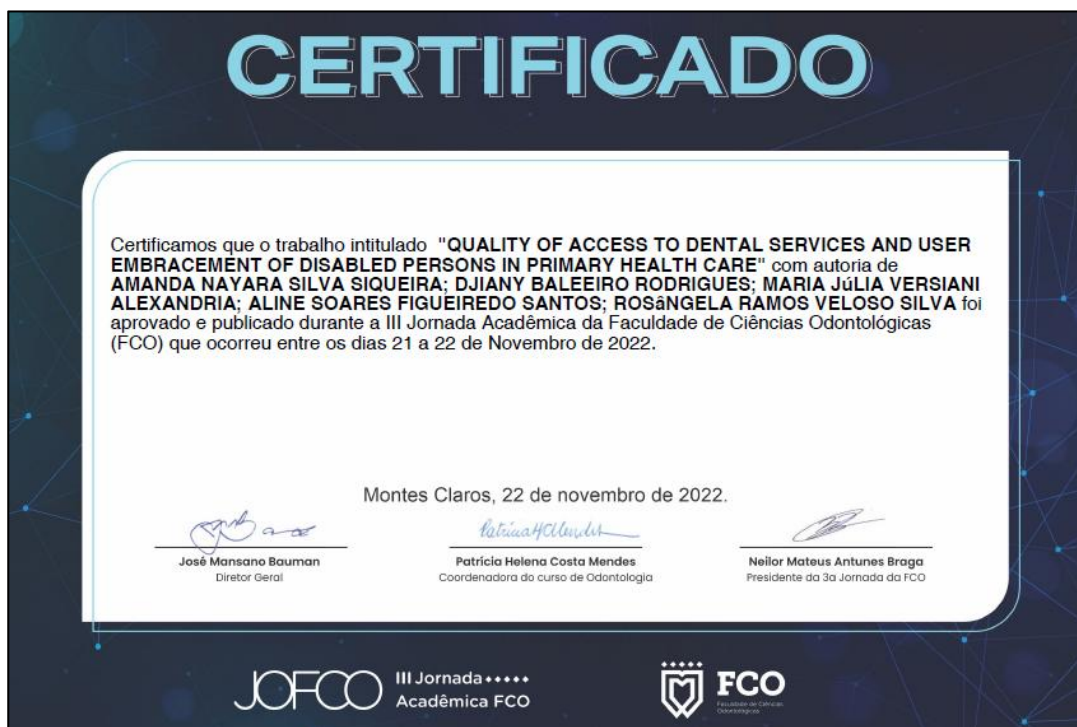 CERTIFICADO
Certificamos que o trabalho intitulado "QUALITY OF ACCESS TO DENTAL SERVICES AND USER
EMBRACEMENT OF DISABLED PERSONS IN PRIMARY HEALTH CARE" com autoria de
AMANDA NAYARA SILVA SIQUEIRA; DJIANY BALEEIRO RODRIGUES; MARIA JúLIA VERSIANI
ALEXANDRIA; ALINE SOARES FIGUEIREDO SANTOS; ROSâNGELA RAMOS VELOSO SILVA foi
aprovado e publicado durante a III Jornada Acadêmica da Faculdade de Ciências Odontológicas
(FCO) que ocorreu entre os dias 21 a 22 de Novembro de 2022.
Montes Claros, 22 de novembro de 2022.
José Mansano Bauman
Diretor Geral
Patrícia Helena Costa Mendes
Coordenadora do curso de Odontologia
Neilor Mateus Antunes Braga
Presidente da 3a Jornada da FCO
JOFCO
III Jornada
Acadêmica FCO
FCO
Faculdade de Ciências
Odontológicas